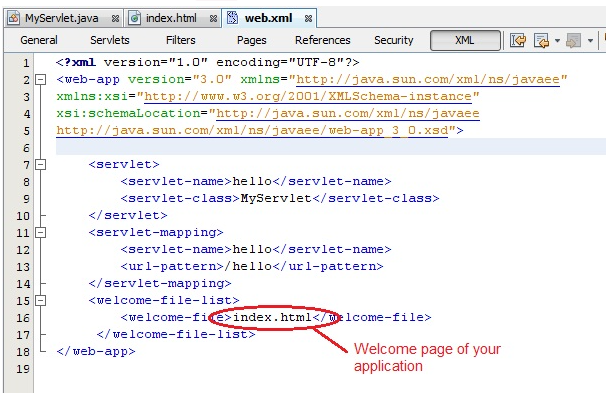 MyServlet.java index.html web.xml
General Servlets Filters Pages References Security XML
1 <?xml version="1.0" encoding="UTF-8"?>
2 <web-app version="3.0" xmlns="http://java.sun.com/xml/ns/javaee"
3 xmlns:xsi="http://www.w3.org/2001/XMLSchema-instance"
4 xsi:schemaLocation="http://java.sun.com/xml/ns/javaee
5 http://java.sun.com/xml/ns/javaee/web-app_3_0.xsd">
6
7 <servlet>
8 <servlet-name>hello</servlet-name>
9 <servlet-class>MyServlet</servlet-class>
10 </servlet>
11 <servlet-mapping>
12 <servlet-name>hello</servlet-name>
13 <url-pattern>/hello</url-pattern>
14 </servlet-mapping>
15 <welcome-file-list>
16 <welcome-file>index.html</welcome-file>
17 </welcome-file-list>
18 </web-app>
19
Welcome page of your
application